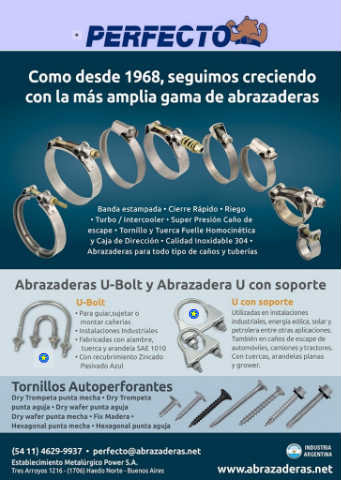 PERFECTO
Como desde 1968, seguimos creciendo
con la más amplia gama de abrazaderas
Banda estampada • Cierre Rápido • Riego
• Turbo / Intercooler • Super Presión Caño de
escape • Tornillo y Tuerca Fuelle Homocinética
y Caja de Dirección • Calidad Inoxidable 304 •
Abrazaderas para todo tipo de caños y tuberías
Abrazaderas U-Bolt y Abrazadera U con soporte
U-Bolt
• Para guiar,sujetar o
montar cañerías
• Instalaciones Industriales
• Fabricadas con alambre,
tuerca y arandela SAE 1010
• Con recubrimiento Zincado
Pasivado Azul
U con soporte
Utilizadas en instalaciones
industriales, energía eólica, solar y
petrolera entre otras aplicaciones.
También en caños de escape de
automóviles, camiones y tractores.
Con tuercas, arandelas planas
y grower.
Tornillos Autoperforantes
Dry Trompeta punta mecha • Dry Trompeta
punta aguja • Dry wafer punta aguja
Dry wafer punta mecha • Fix Madera •
Hexagonal punta mecha • Hexagonal punta aguja
(54 11) 4629-9937 • perfecto@abrazaderas.net
Establecimiento Metalúrgico Power S.A.
Tres Arroyos 1216 - (1706) Haedo Norte - Buenos Aires
INDUSTRIA
ARGENTINA
www.abrazaderas.net